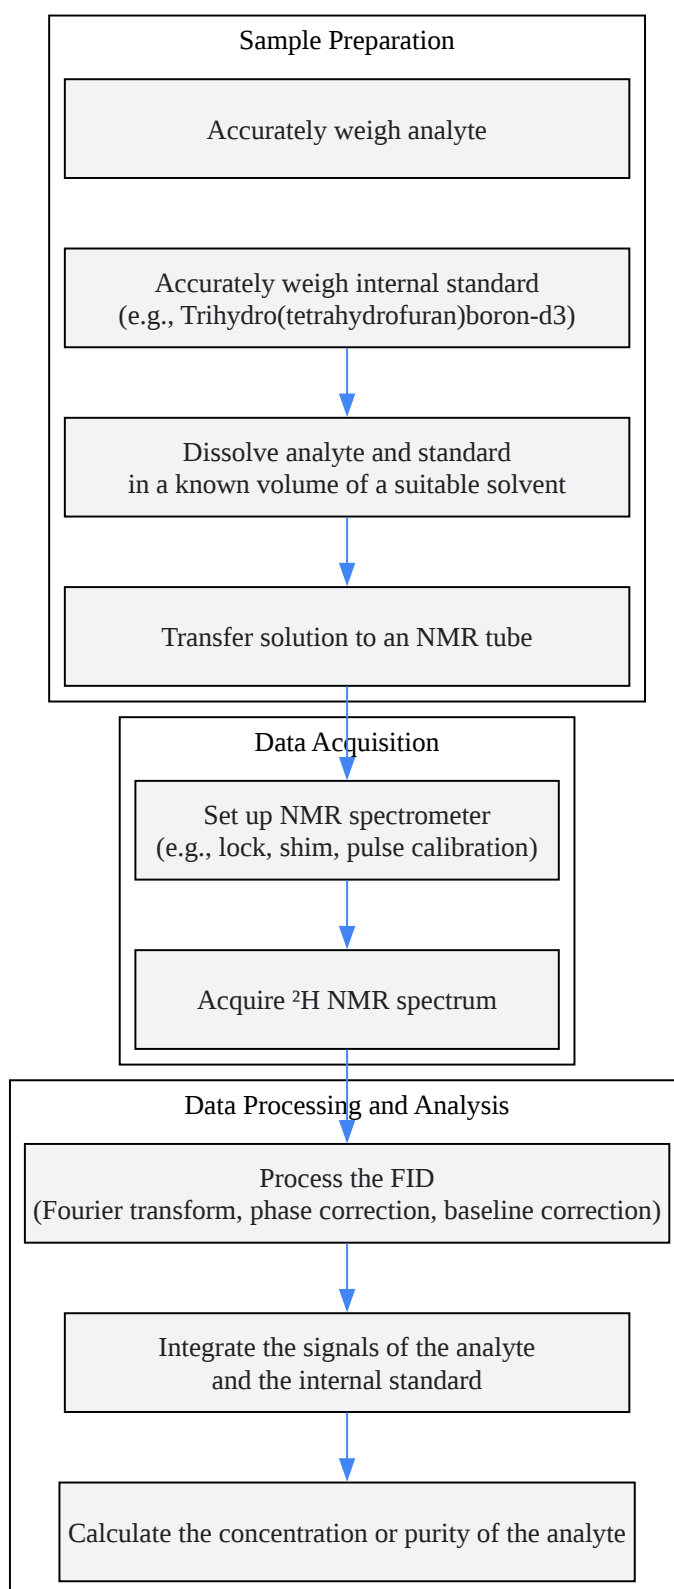 Sample Preparation
Accurately weigh analyte
Accurately weigh internal standard
(e.g., Trihydro(tetrahydrofuran)boron-d3)
Dissolve analyte and standard
in a known volume of a suitable solvent
Transfer solution to an NMR tube
Data Acquisition
Set up NMR spectrometer
(e.g., lock, shim, pulse calibration)
Acquire ²H NMR spectrum
Data Processing and Analysis
Process the FID
(Fourier transform, phase correction, baseline correction)
Integrate the signals of the analyte
and the internal standard
Calculate the concentration or purity of the analyte